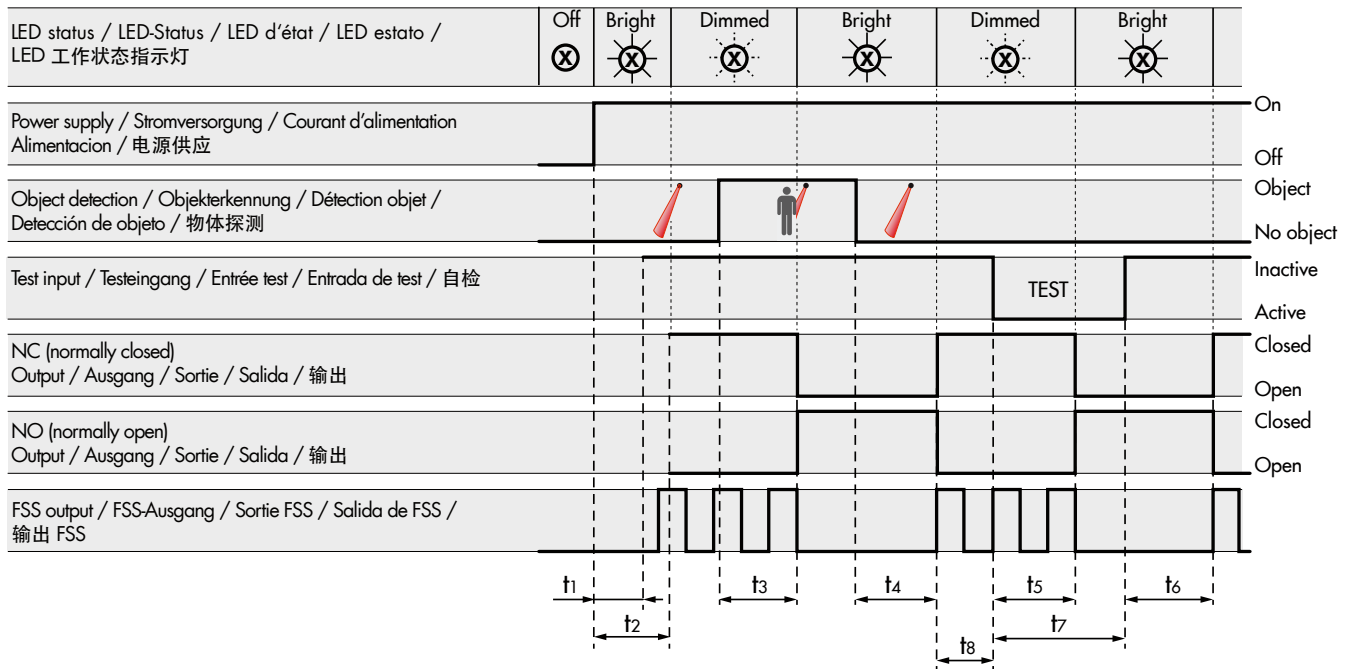 LED status / LED-Status / LED d'état / LED estato /
LED 工作状态指示灯
Off
Bright
Dimmed
Bright
Dimmed
Bright
X
X
X
X
X
X
Power supply / Stromversorgung / Courant d'alimentation
Alimentacion / 电源供应
On
Off
Object detection / Objekterkennung / Détection objet /
Detección de objeto / 物体探测
Object
No object
Test input / Testeingang / Entrée test / Entrada de test / 自检
TEST
Inactive
Active
NC (normally closed)
Output / Ausgang / Sortie / Salida / 输出
Closed
Open
NO (normally open)
Output / Ausgang / Sortie / Salida / 输出
Closed
Open
FSS output / FSS-Ausgang / Sortie FSS / Salida de FSS /
输出 FSS
t1
t3
t4
t5
t6
t2
t7
t8